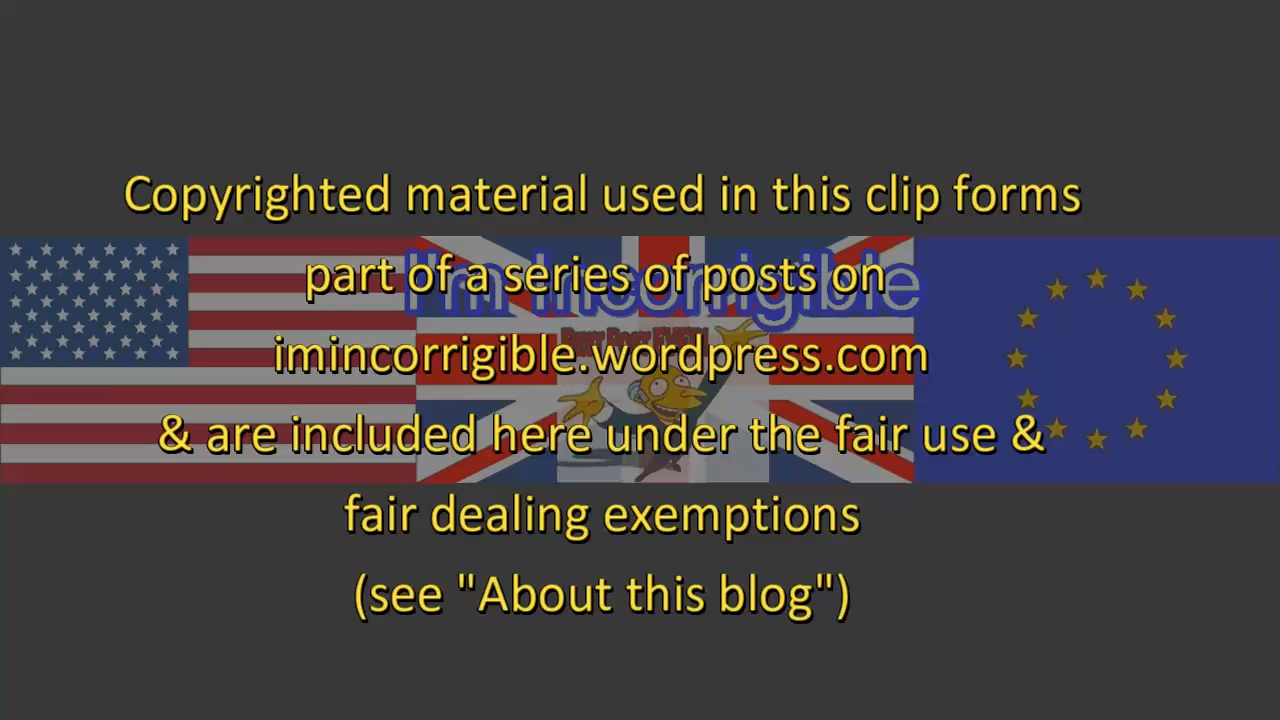 Copyrighted material used in this clip forms
part of a series of posts on
I'm Incorrigible
imincorrigible.wordpress.com
& are included here under the fair use &
fair dealing exemptions
(see "About this blog")